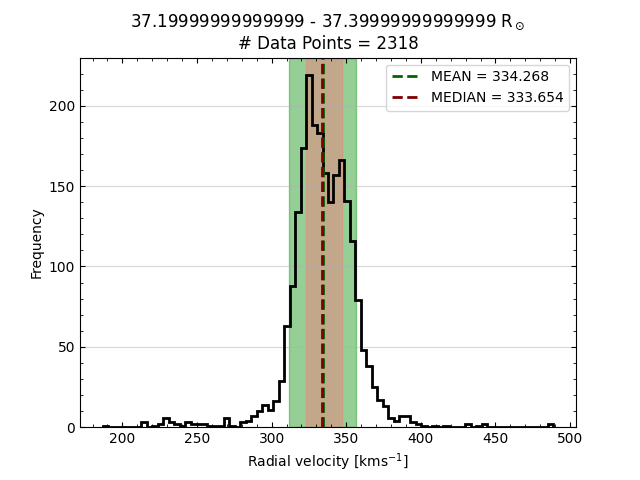 37.19999999999999 - 37.39999999999999 R⊙
# Data Points = 2318
MEAN = 334.268
MEDIAN = 333.654
Frequency
200
150
100
50
0
200 250 300 350 400 450 500
Radial velocity [kms⁻¹]